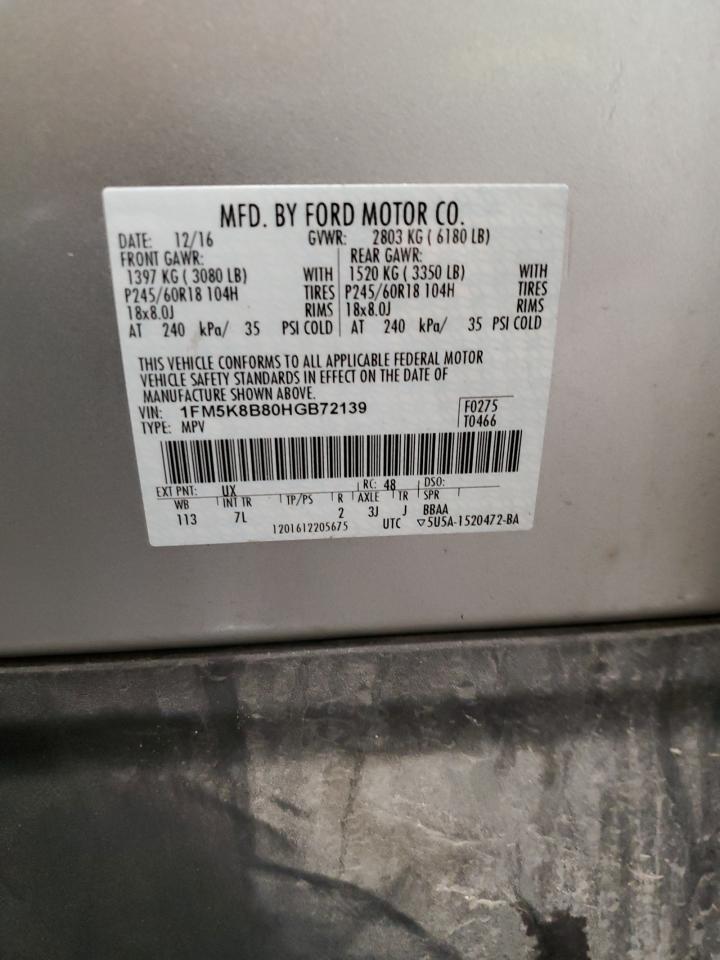 MFD. BY FORD MOTOR CO.
DATE: 12/16 GVWR: 2803 KG ( 6180 LB)
FRONT GAWR: REAR GAWR:
1397 KG ( 3080 LB) WITH 1520 KG ( 3350 LB) WITH
P245/60R18 104H TIRES P245/60R18 104H TIRES
18x8.0J RIMS 18x8.0J RIMS
AT 240 kPa/ 35 PSI COLD AT 240 kPa/ 35 PSI COLD
THIS VEHICLE CONFORMS TO ALL APPLICABLE FEDERAL MOTOR
VEHICLE SAFETY STANDARDS IN EFFECT ON THE DATE OF
MANUFACTURE SHOWN ABOVE.
VIN: 1FM5K8B80HGB72139 F0275
TYPE: MPV T0466
EXT PNT: UX RC: 48 DSO:
WB INT TR TP/PS R AXLE TR SPR
113 7L 2 3J J BBAA
1201612205675 UTC ▽5U5A-1520472-BA